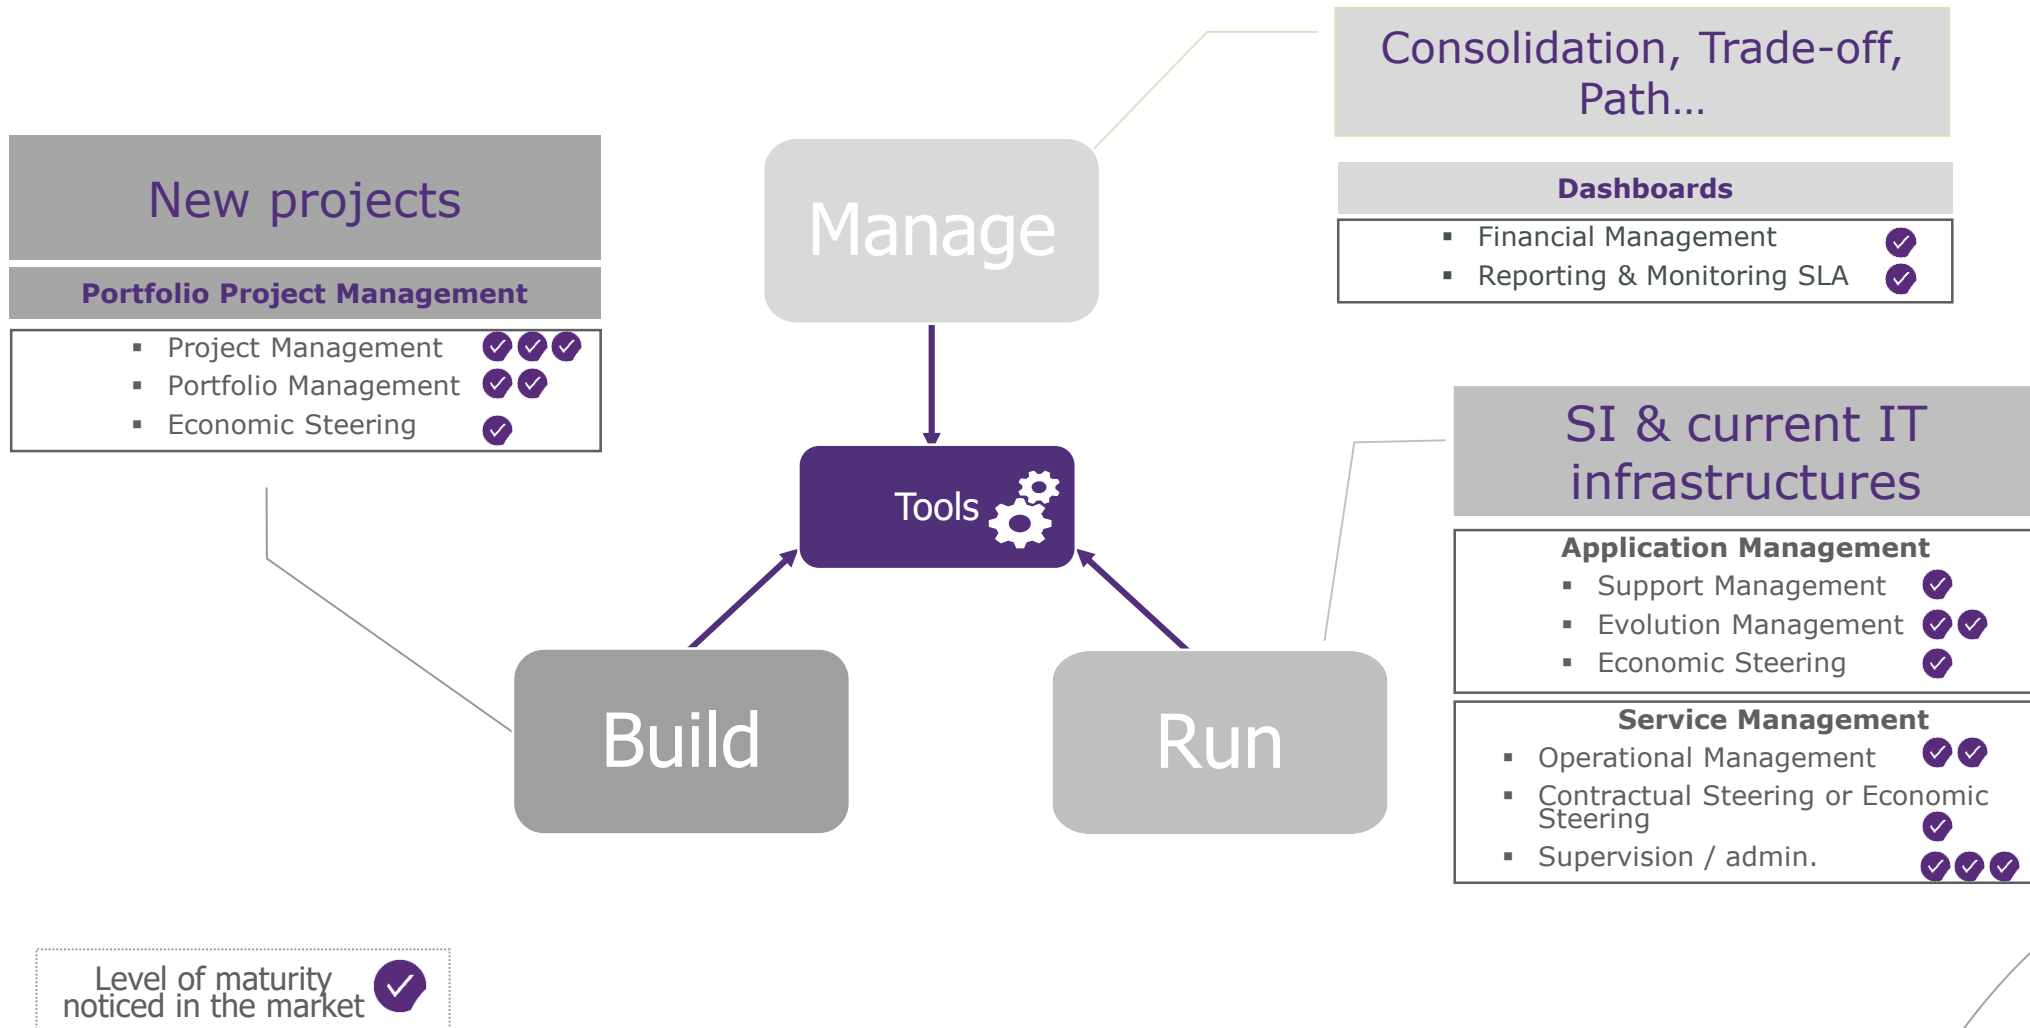 Consolidation, Trade-off,
Path...
Dashboards
▪ Financial Management
▪ Reporting & Monitoring SLA
New projects
Portfolio Project Management
▪ Project Management
▪ Portfolio Management
▪ Economic Steering
Manage
Tools
Build
Run
SI & current IT
infrastructures
Application Management
▪ Support Management
▪ Evolution Management
▪ Economic Steering
Service Management
▪ Operational Management
▪ Contractual Steering or Economic
Steering
▪ Supervision / admin.
Level of maturity
noticed in the market